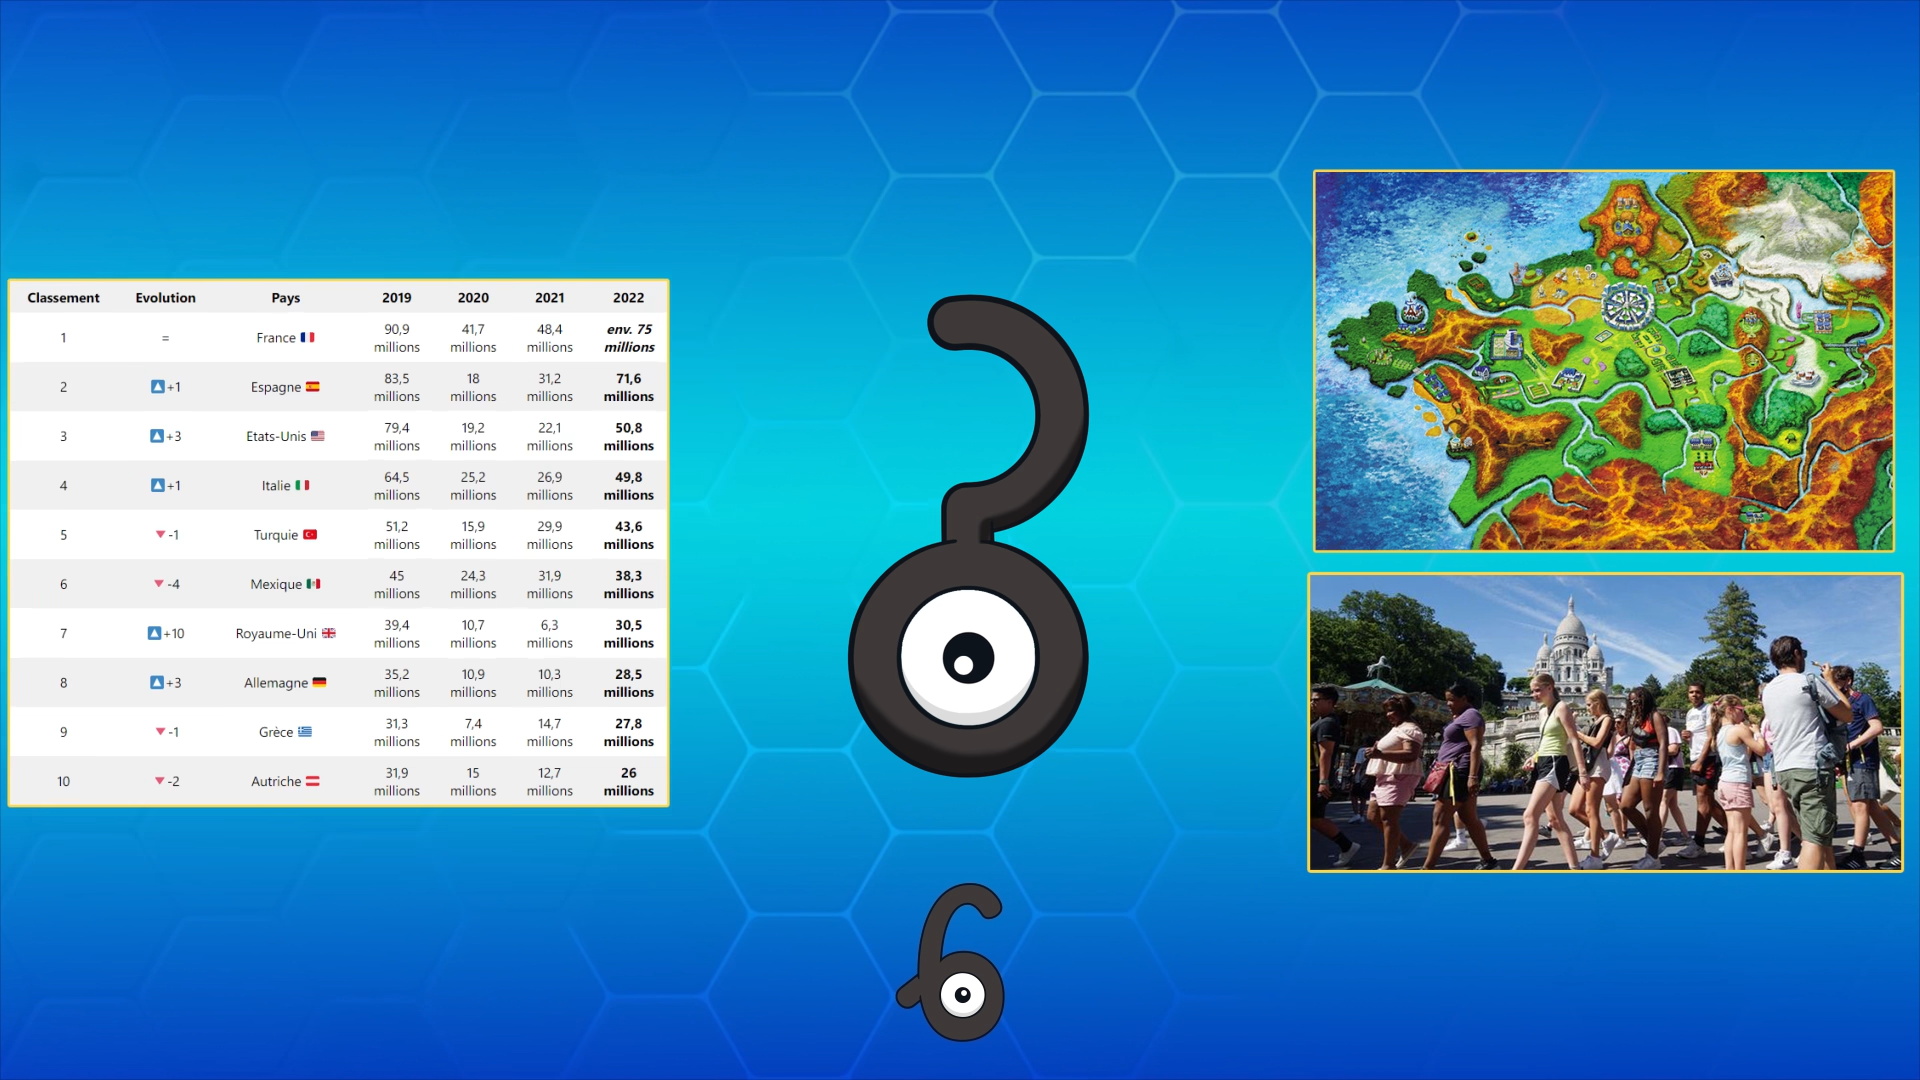 Classement Evolution Pays 2019 2020 2021 2022
1 = France 90,9 millions 41,7 millions 48,4 millions env. 75 millions
2 +1 Espagne 83,5 millions 18 millions 31,2 millions 71,6 millions
3 +3 Etats-Unis 79,4 millions 19,2 millions 22,1 millions 50,8 millions
4 +1 Italie 64,5 millions 25,2 millions 26,9 millions 49,8 millions
5 -1 Turquie 51,2 millions 15,9 millions 29,9 millions 43,6 millions
6 -4 Mexique 45 millions 24,3 millions 31,9 millions 38,3 millions
7 +10 Royaume-Uni 39,4 millions 10,7 millions 6,3 millions 30,5 millions
8 +3 Allemagne 35,2 millions 10,9 millions 10,3 millions 28,5 millions
9 -1 Grèce 31,3 millions 7,4 millions 14,7 millions 27,8 millions
10 -2 Autriche 31,9 millions 15 millions 12,7 millions 26 millions